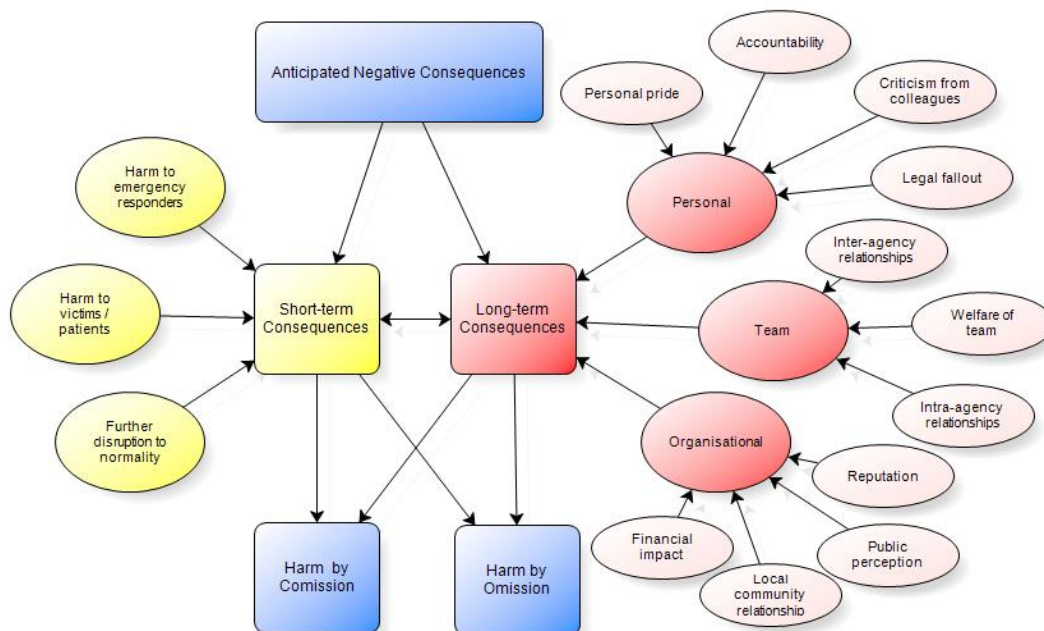 Anticipated Negative Consequences
Accountability
Personal pride
Criticism from
colleagues
Legal fallout
Personal
Harm to
emergency
responders
Inter-agency
relationships
Harm to
victims /
patients
Short-term
Consequences
Long-term
Consequences
Team
Welfare of
team
Intra-agency
relationships
Further
disruption to
normality
Organisational
Reputation
Financial
impact
Public
perception
Local
community
relationship
Harm by
Comission
Harm by
Omission